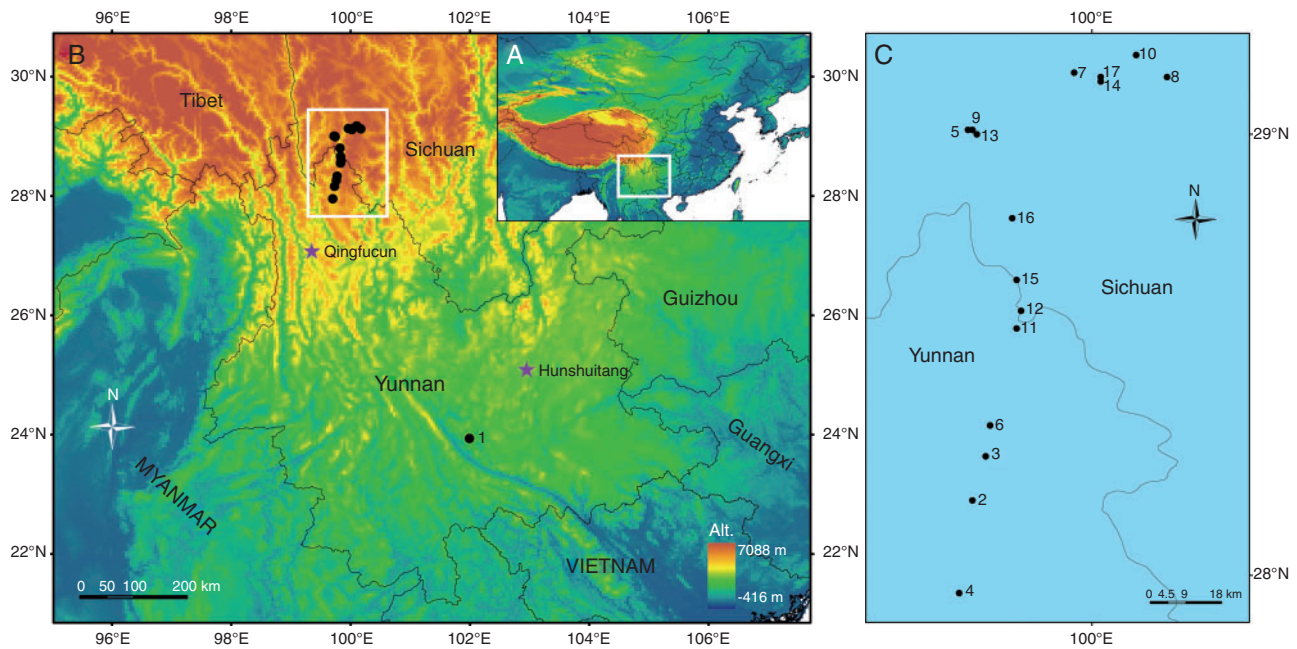 96°E 98°E 100°E 102°E 104°E 106°E
100°E
B
A
C
30°N
30°N
28°N
28°N
26°N
26°N
24°N
24°N
22°N
22°N
Tibet
Sichuan
Qingfucun
Guizhou
Hunshuitang
Yunnan
1
N
Guangxi
MYANMAR
VIETNAM
Alt.
7088 m
-416 m
0 50 100 200 km
96°E 98°E 100°E 102°E 104°E 106°E
10
7
17
8
14
9
5
13
29°N
N
16
15
Sichuan
12
11
Yunnan
6
3
2
28°N
4
0 4.5 9 18 km
100°E